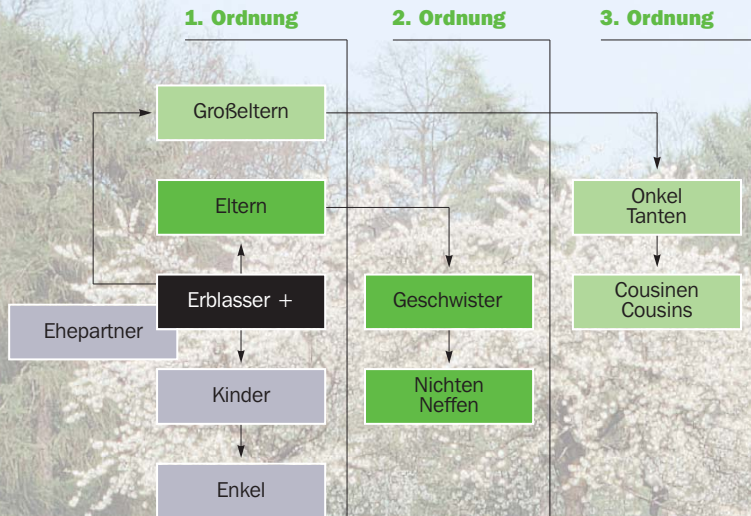 1. Ordnung
2. Ordnung
3. Ordnung
Großeltern
Eltern
Onkel
Tanten
Erblasser +
Geschwister
Cousinen
Cousins
Ehepartner
Kinder
Nichten
Neffen
Enkel